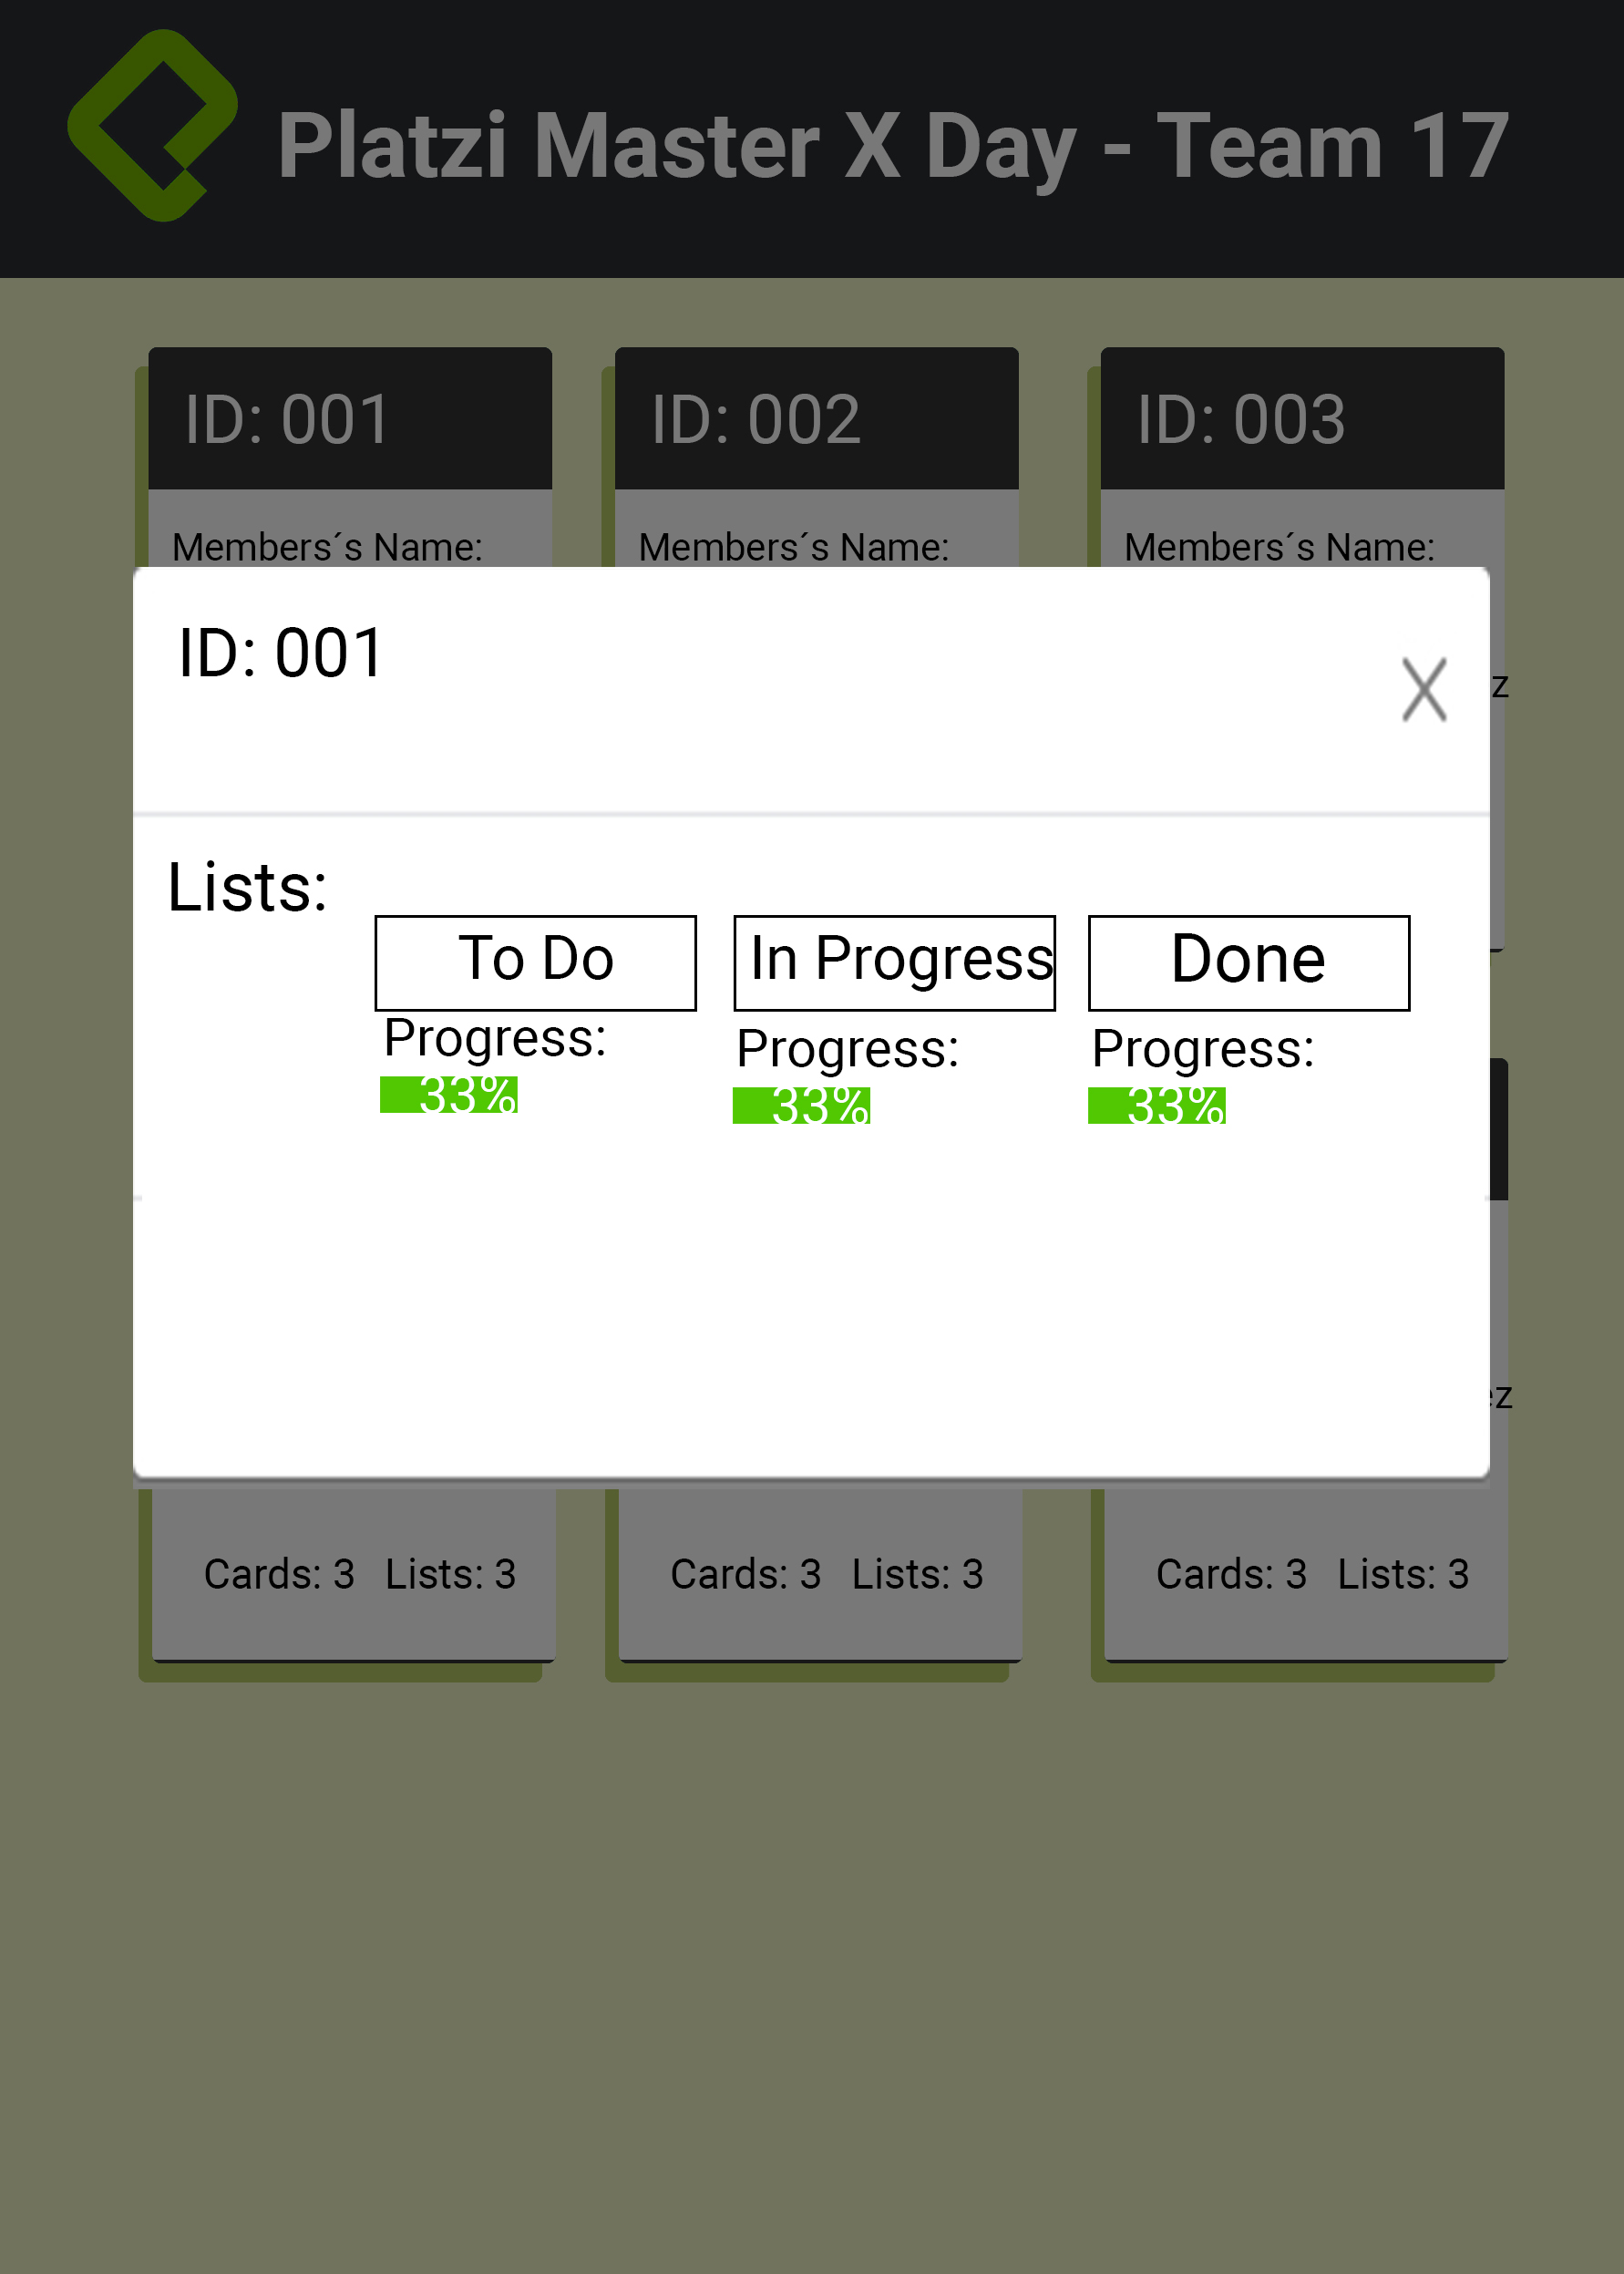 Platzi Master X Day - Team 17
ID: 001
ID: 002
ID: 003
Members´s Name:
Members´s Name:
Members´s Name:
ID: 001
X
Lists:
To Do
In Progress
Done
Progress:
Progress:
Progress:
33%
33%
33%
Cards: 3 Lists: 3
Cards: 3 Lists: 3
Cards: 3 Lists: 3